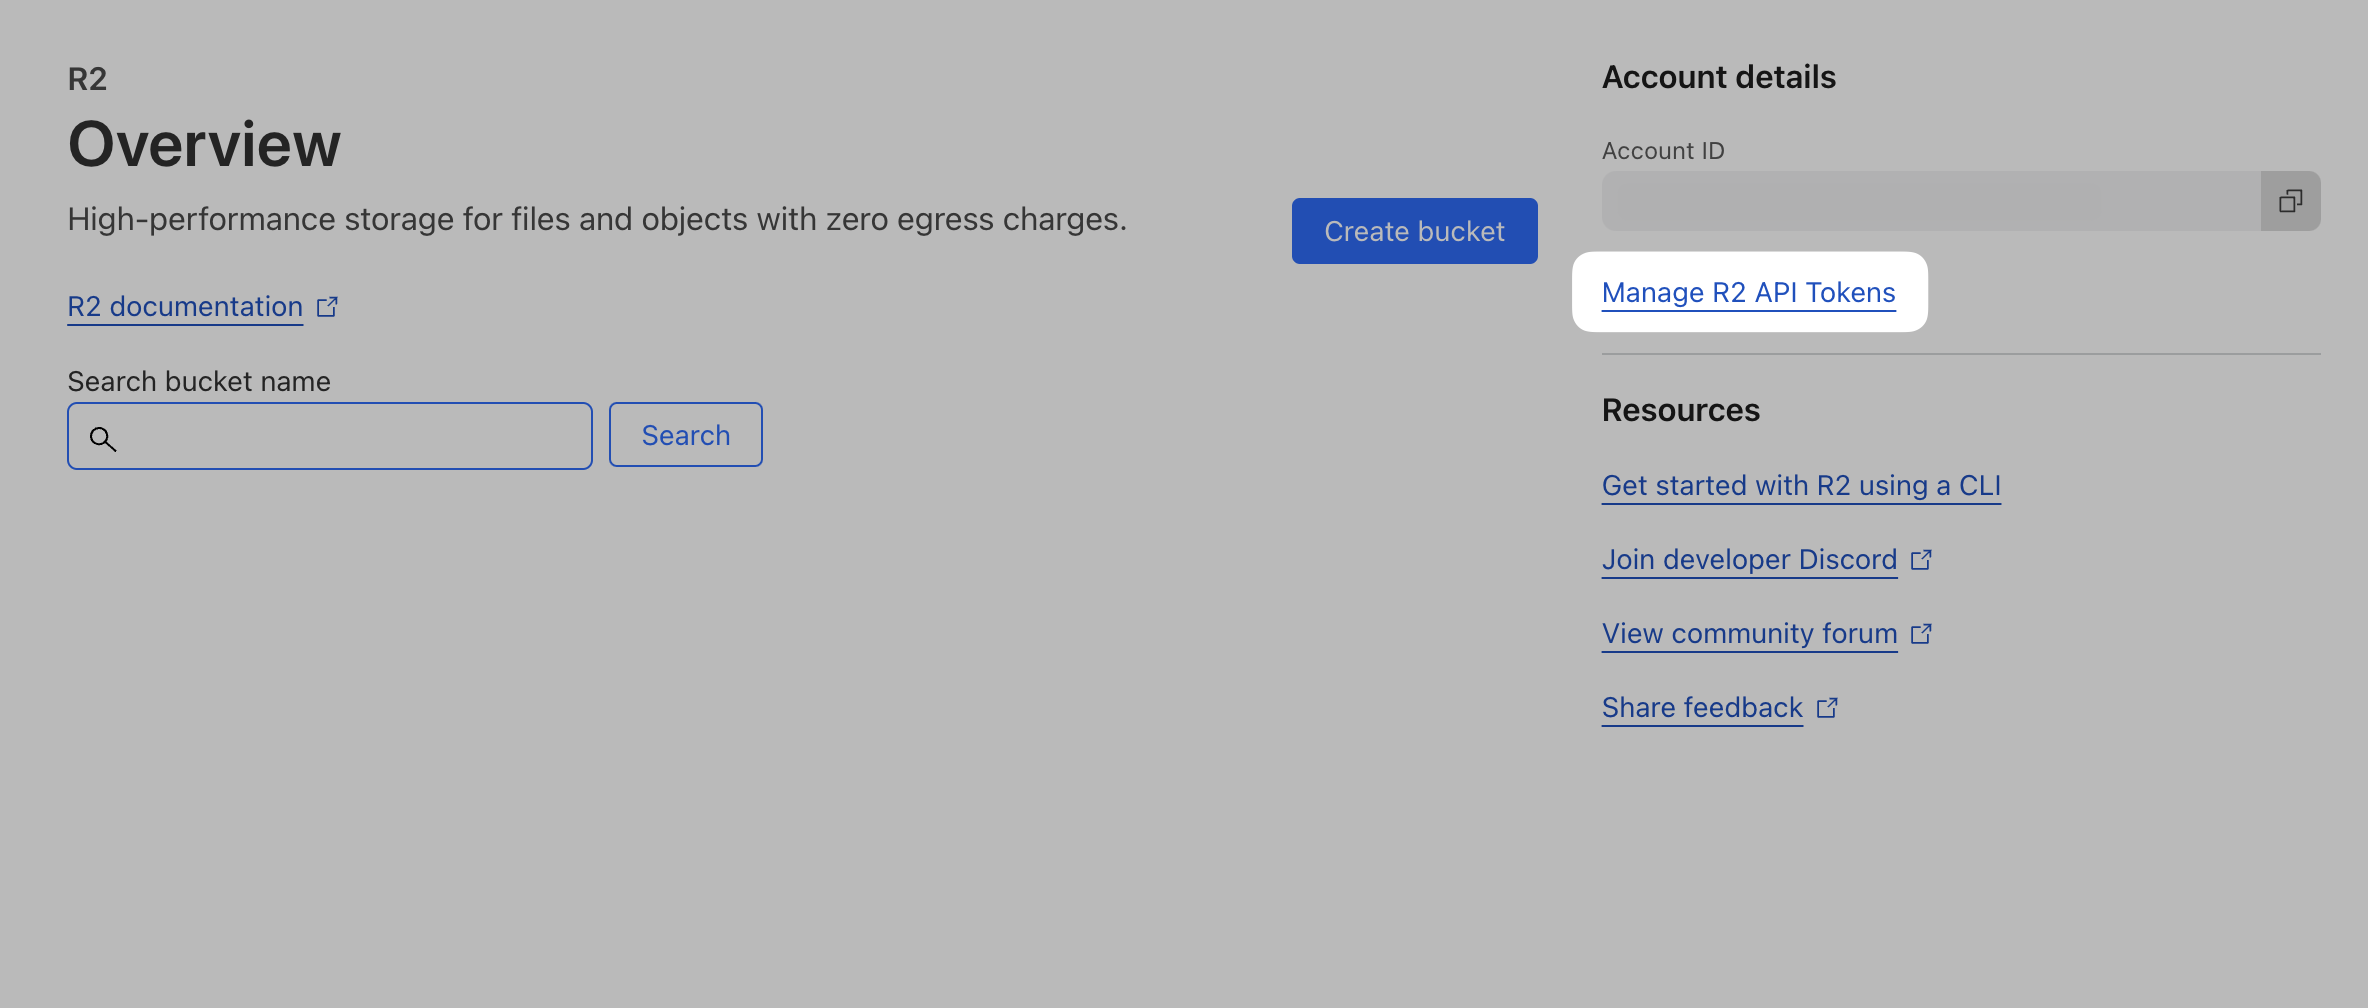 R2
Overview
High-performance storage for files and objects with zero egress charges.
Create bucket
R2 documentation
Search bucket name
Search
Account details
Account ID
Manage R2 API Tokens
Resources
Get started with R2 using a CLI
Join developer Discord
View community forum
Share feedback